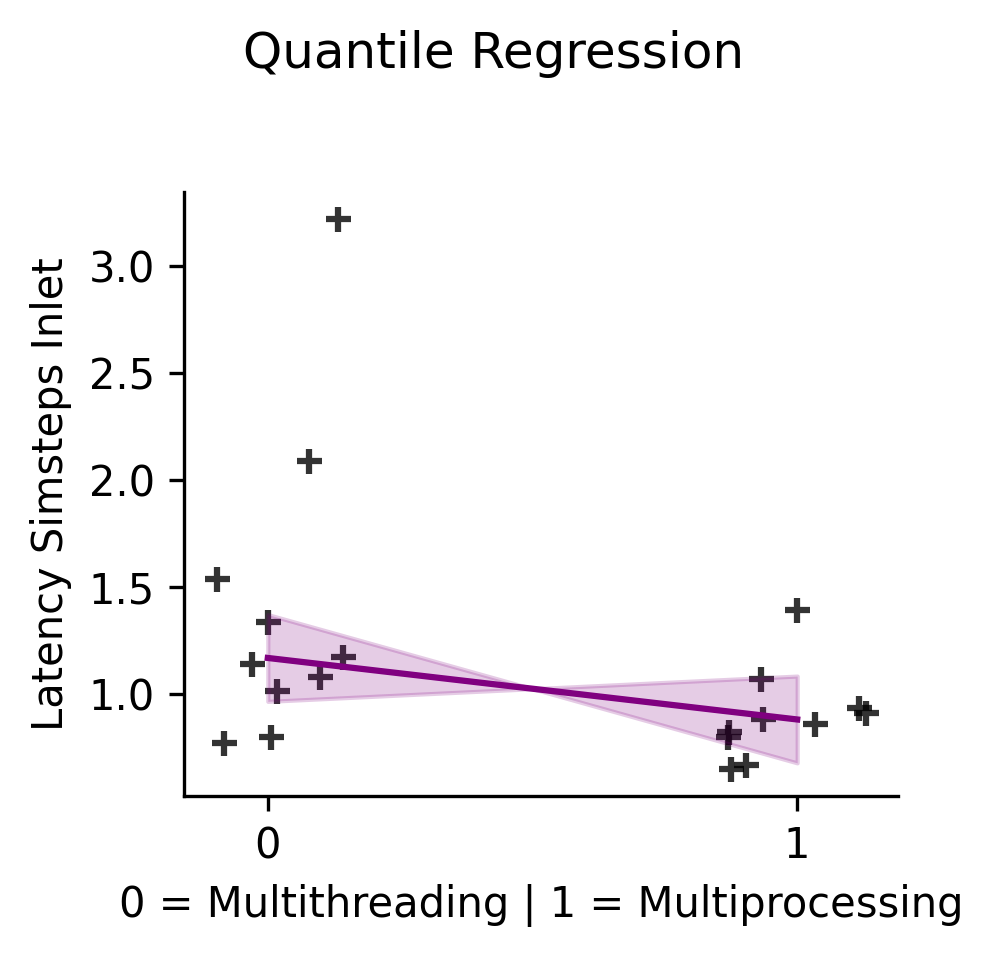 Quantile Regression
Latency Simsteps Inlet
3.0
2.5
2.0
1.5
1.0
0
1
0 = Multithreading | 1 = Multiprocessing